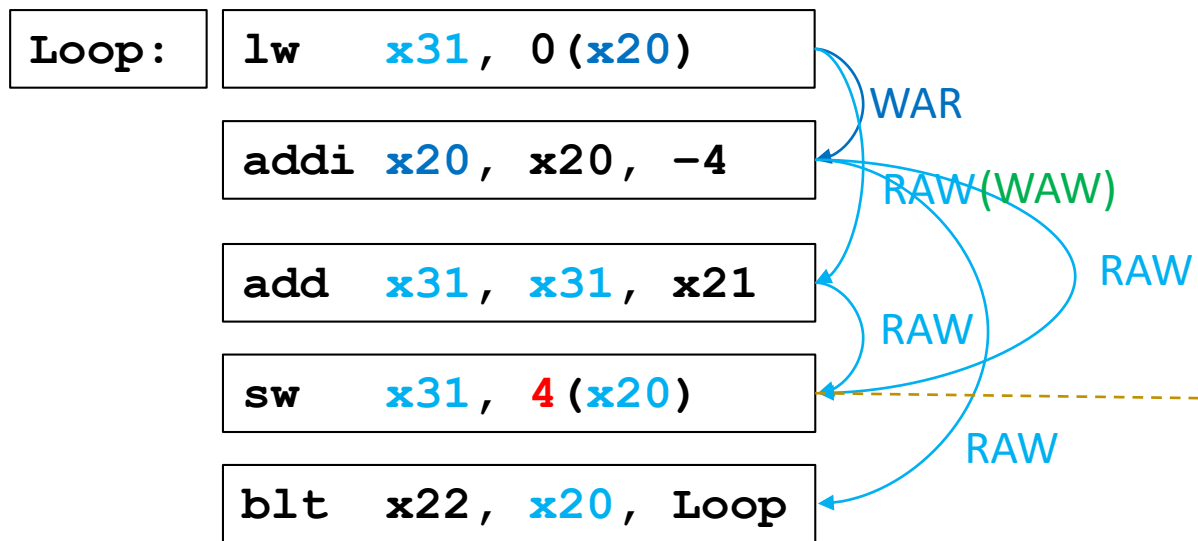 Loop: lw x31, 0(x20)
WAR
addi x20, x20, −4
RAW(WAW)
RAW
add x31, x31, x21
RAW
sw x31, 4(x20)
RAW
blt x22, x20, Loop